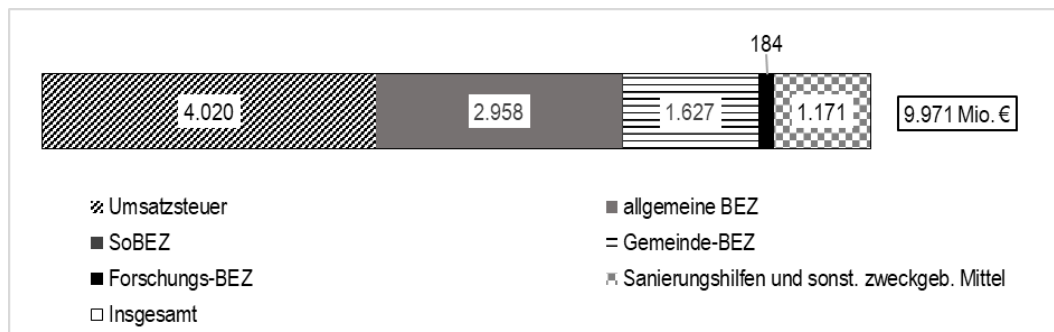 184
4.020 2.958 1.627 1.171 9.971 Mio. €
Umsatzsteuer allgemeine BEZ
SoBEZ Gemeinde-BEZ
Forschungs-BEZ Sanierungshilfen und sonst. zweckgeb. Mittel
Insgesamt